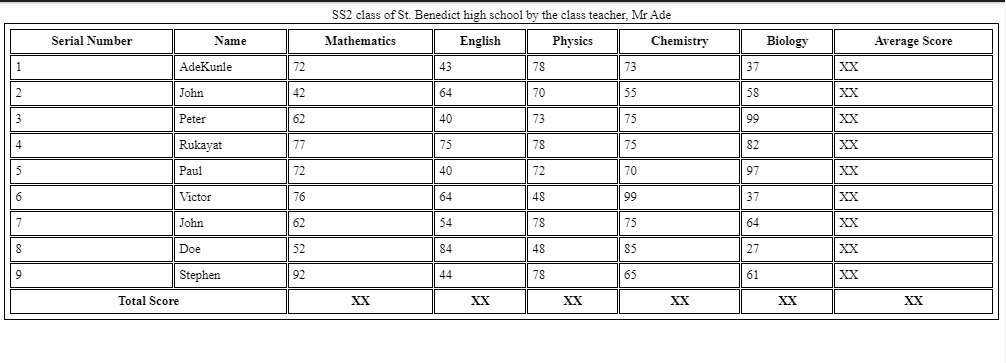 SS2 class of St. Benedict high school by the class teacher, Mr Ade
Serial Number Name Mathematics English Physics Chemistry Biology Average Score
1 AdeKunle 72 43 78 73 37 XX
2 John 42 64 70 55 58 XX
3 Peter 62 40 73 75 99 XX
4 Rukayat 77 75 78 75 82 XX
5 Paul 72 40 72 70 97 XX
6 Victor 76 64 48 99 37 XX
7 John 62 54 78 75 64 XX
8 Doe 52 84 48 85 27 XX
9 Stephen 92 44 78 65 61 XX
Total Score XX XX XX XX XX XX